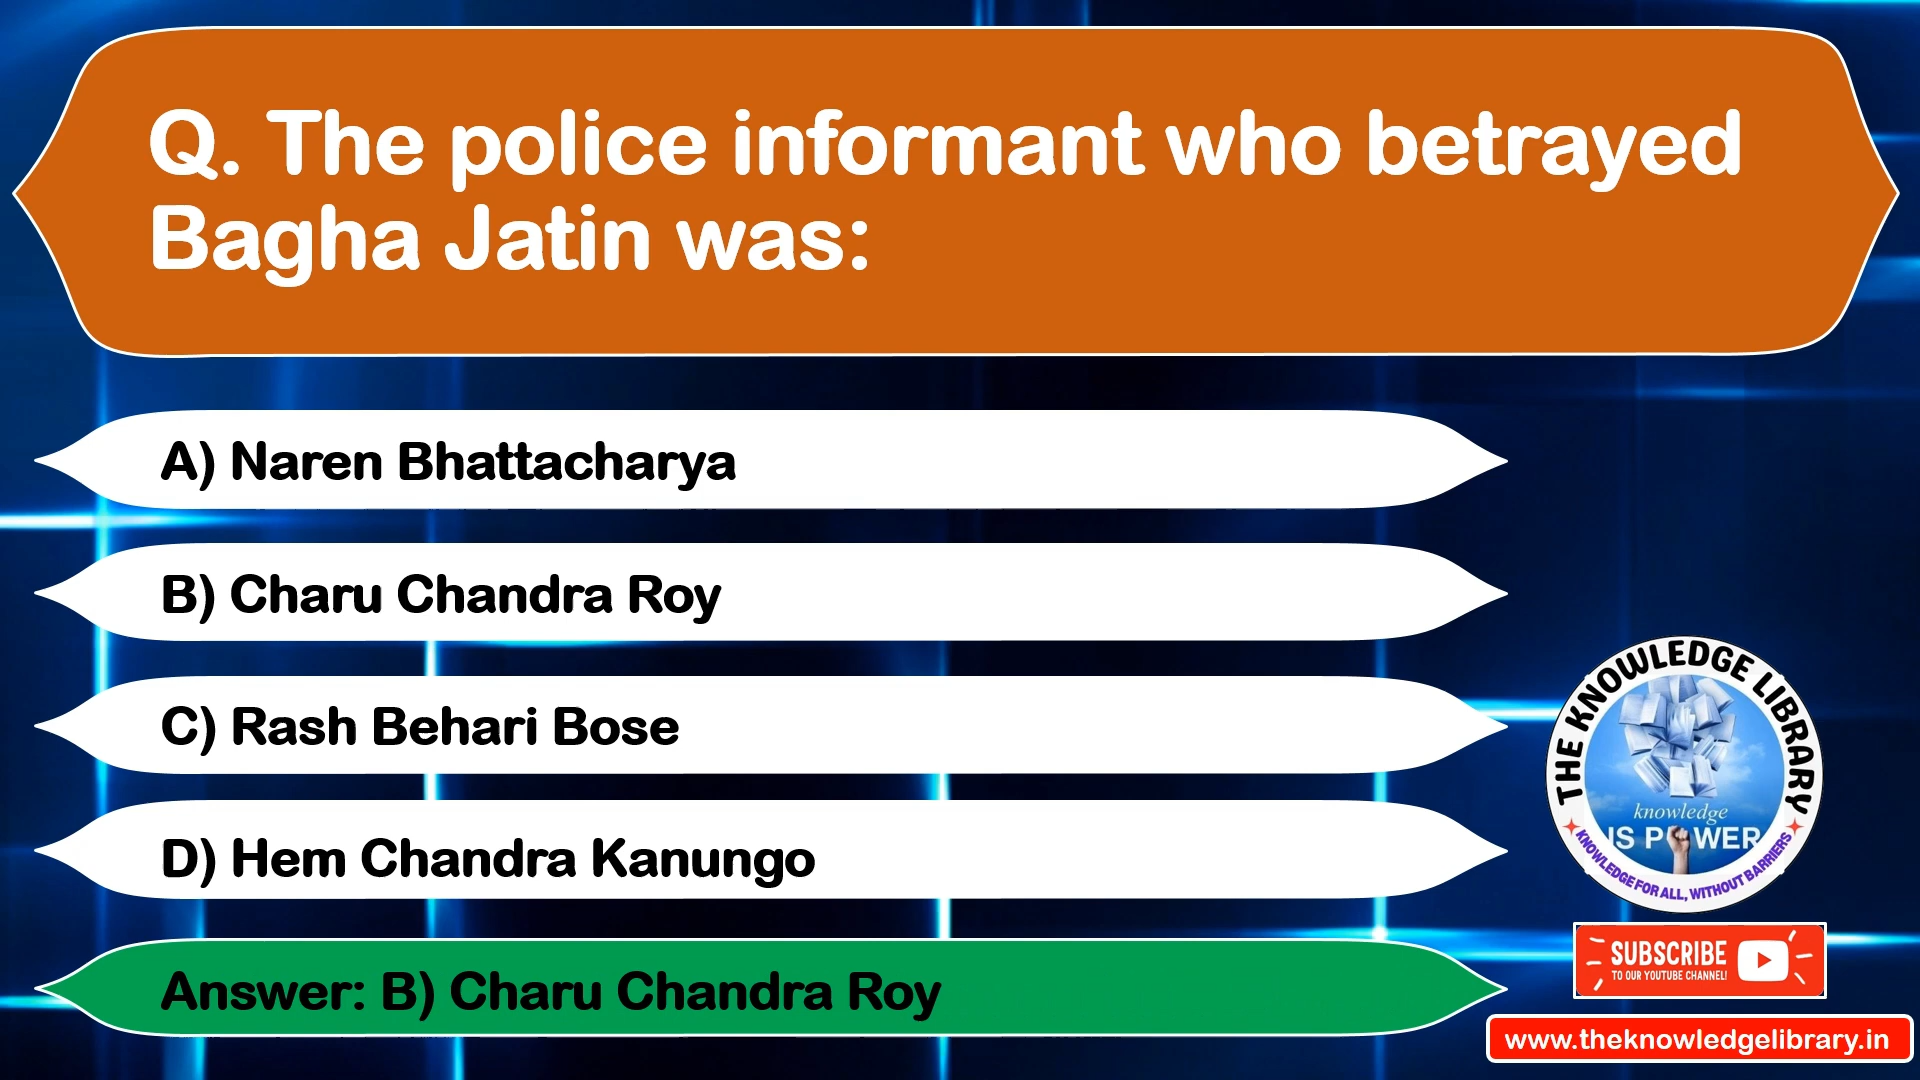 Q. The police informant who betrayed
Bagha Jatin was:
A) Naren Bhattacharya
B) Charu Chandra Roy
C) Rash Behari Bose
D) Hem Chandra Kanungo
Answer: B) Charu Chandra Roy
THE KNOWLEDGE LIBRARY
knowledge
IS POWER
KNOWLEDGE FOR ALL, WITHOUT BARRIERS
SUBSCRIBE
TO OUR YOUTUBE CHANNEL!
www.theknowledgelibrary.in